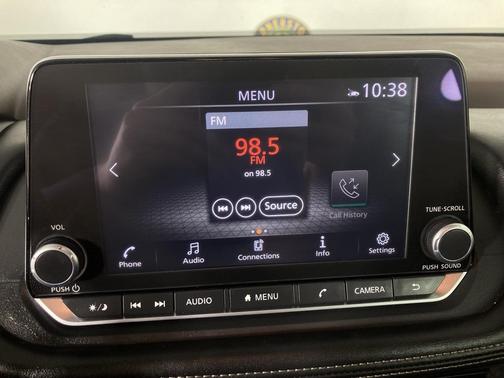 MENU
10:38
FM
98.5
FM
on 98.5
Source
Call History
VOL
TUNE·SCROLL
Phone
Audio
Connections
Info
Settings
PUSH
PUSH SOUND
AUDIO
MENU
CAMERA